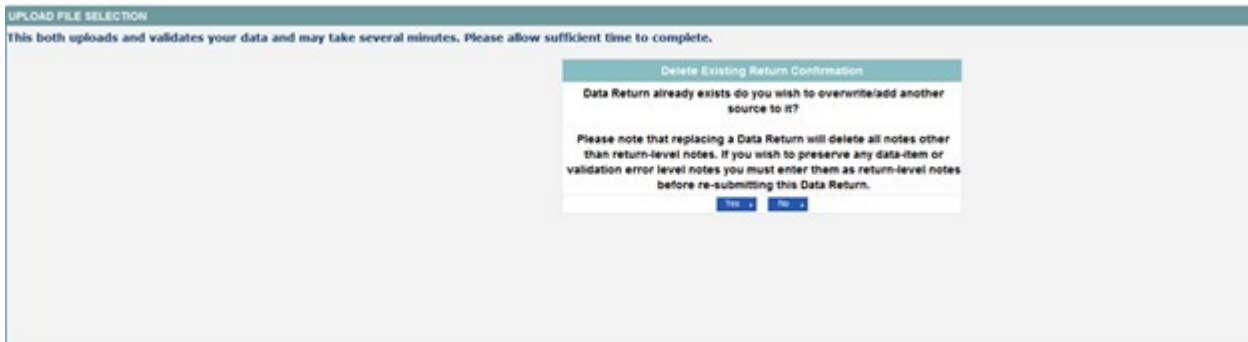 UPLOAD FILE SELECTION
This both uploads and validates your data and may take several minutes. Please allow sufficient time to complete.
Delete Existing Return Confirmation
Data Return already exists do you wish to overwrite/add another
source to it?
Please note that replacing a Data Return will delete all notes other
than return-level notes. If you wish to preserve any data-item or
validation error level notes you must enter them as return-level notes
before re-submitting this Data Return.
Yes
No